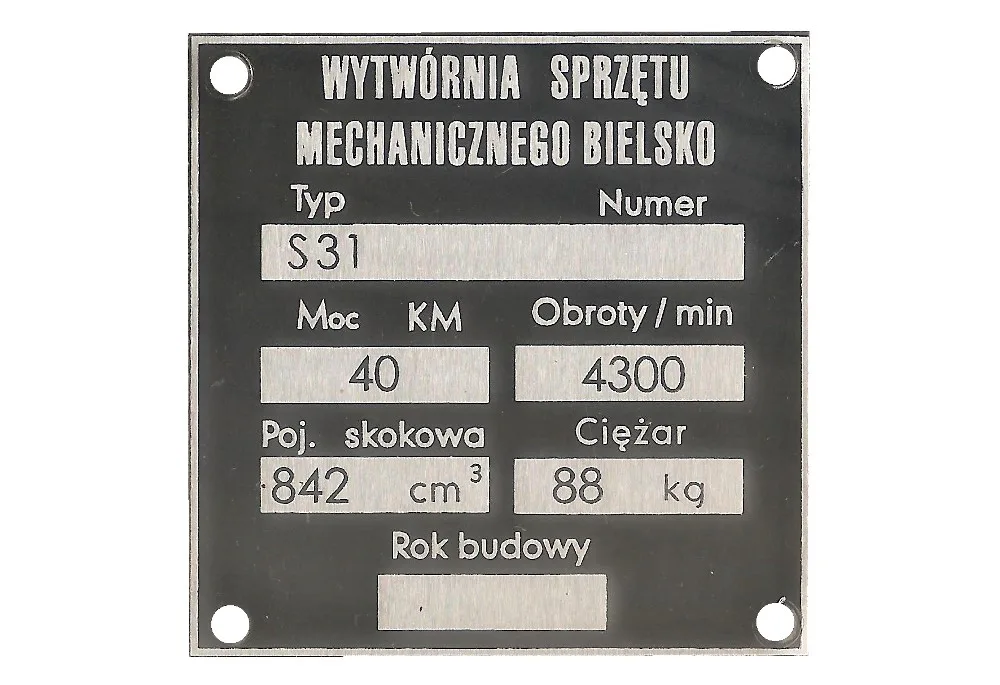 WYTWÓRNIA SPRZĘTU
MECHANICZNEGO BIELSKO
Typ Numer
S31
Moc KM Obroty / min
40 4300
Poj. skokowa Ciężar
842 cm³ 88 kg
Rok budowy